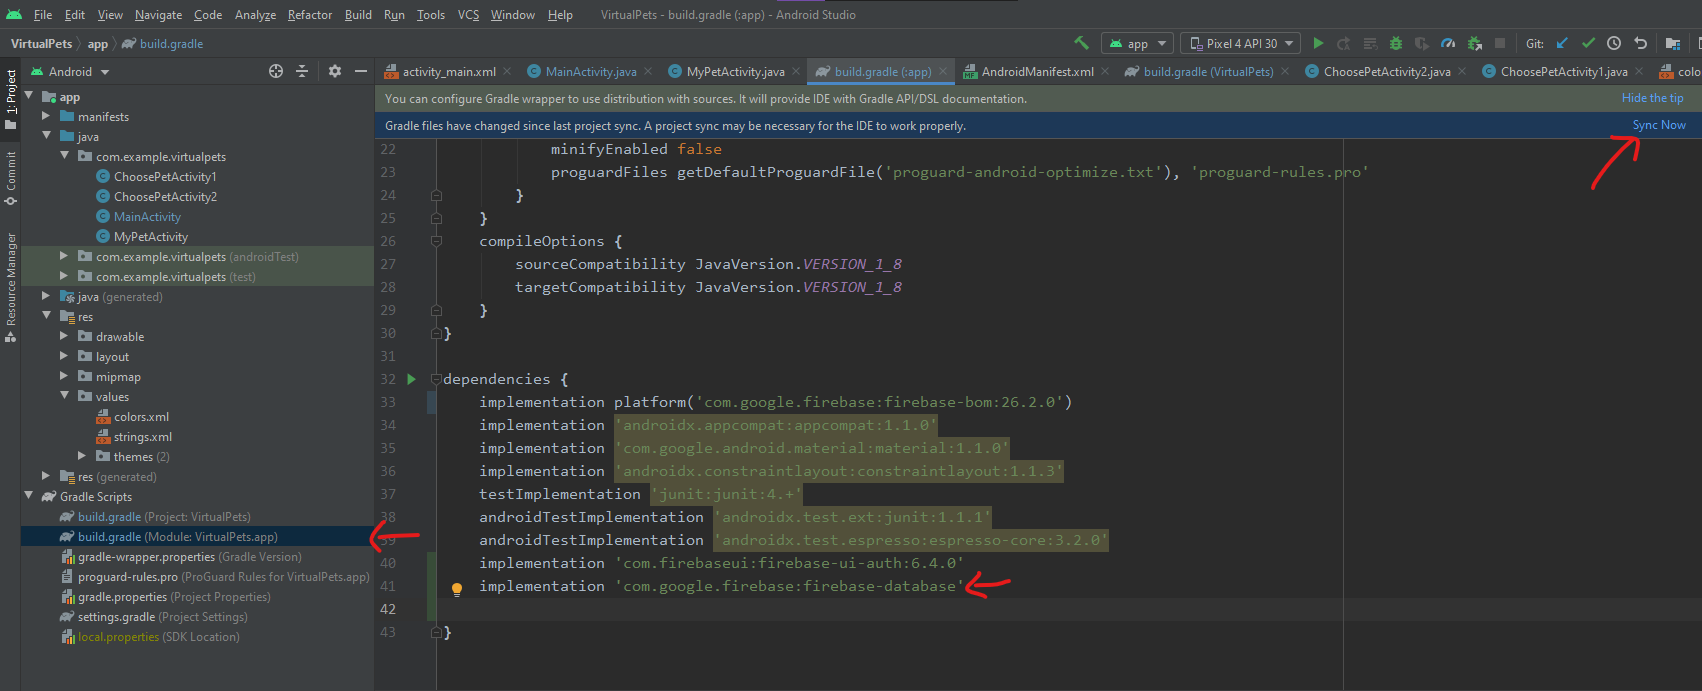 File Edit View Navigate Code Analyze Refactor Build Run Tools VCS Window Help VirtualPets - build.gradle (:app) - Android Studio
VirtualPets app build.gradle
app Pixel 4 API 30 Git:
Android
activity_main.xml MainActivity.java MyPetActivity.java build.gradle (:app) AndroidManifest.xml build.gradle (VirtualPets) ChoosePetActivity2.java ChoosePetActivity1.java colo
1: Project
Commit
Resource Manager
app
manifests
java
com.example.virtualpets
ChoosePetActivity1
ChoosePetActivity2
MainActivity
MyPetActivity
com.example.virtualpets (androidTest)
com.example.virtualpets (test)
java (generated)
res
drawable
layout
mipmap
values
colors.xml
strings.xml
themes (2)
res (generated)
Gradle Scripts
build.gradle (Project: VirtualPets)
build.gradle (Module: VirtualPets.app)
gradle-wrapper.properties (Gradle Version)
proguard-rules.pro (ProGuard Rules for VirtualPets.app)
gradle.properties (Project Properties)
settings.gradle (Project Settings)
local.properties (SDK Location)
You can configure Gradle wrapper to use distribution with sources. It will provide IDE with Gradle API/DSL documentation. Hide the tip
Gradle files have changed since last project sync. A project sync may be necessary for the IDE to work properly. Sync Now
22 minifyEnabled false
23 proguardFiles getDefaultProguardFile('proguard-android-optimize.txt'), 'proguard-rules.pro'
24 }
25 }
26 compileOptions {
27 sourceCompatibility JavaVersion.VERSION_1_8
28 targetCompatibility JavaVersion.VERSION_1_8
29 }
30 }
31
32 dependencies {
33 implementation platform('com.google.firebase:firebase-bom:26.2.0')
34 implementation 'androidx.appcompat:appcompat:1.1.0'
35 implementation 'com.google.android.material:material:1.1.0'
36 implementation 'androidx.constraintlayout:constraintlayout:1.1.3'
37 testImplementation 'junit:junit:4.+'
38 androidTestImplementation 'androidx.test.ext:junit:1.1.1'
39 androidTestImplementation 'androidx.test.espresso:espresso-core:3.2.0'
40 implementation 'com.firebaseui:firebase-ui-auth:6.4.0'
41 implementation 'com.google.firebase:firebase-database'
42
43 }